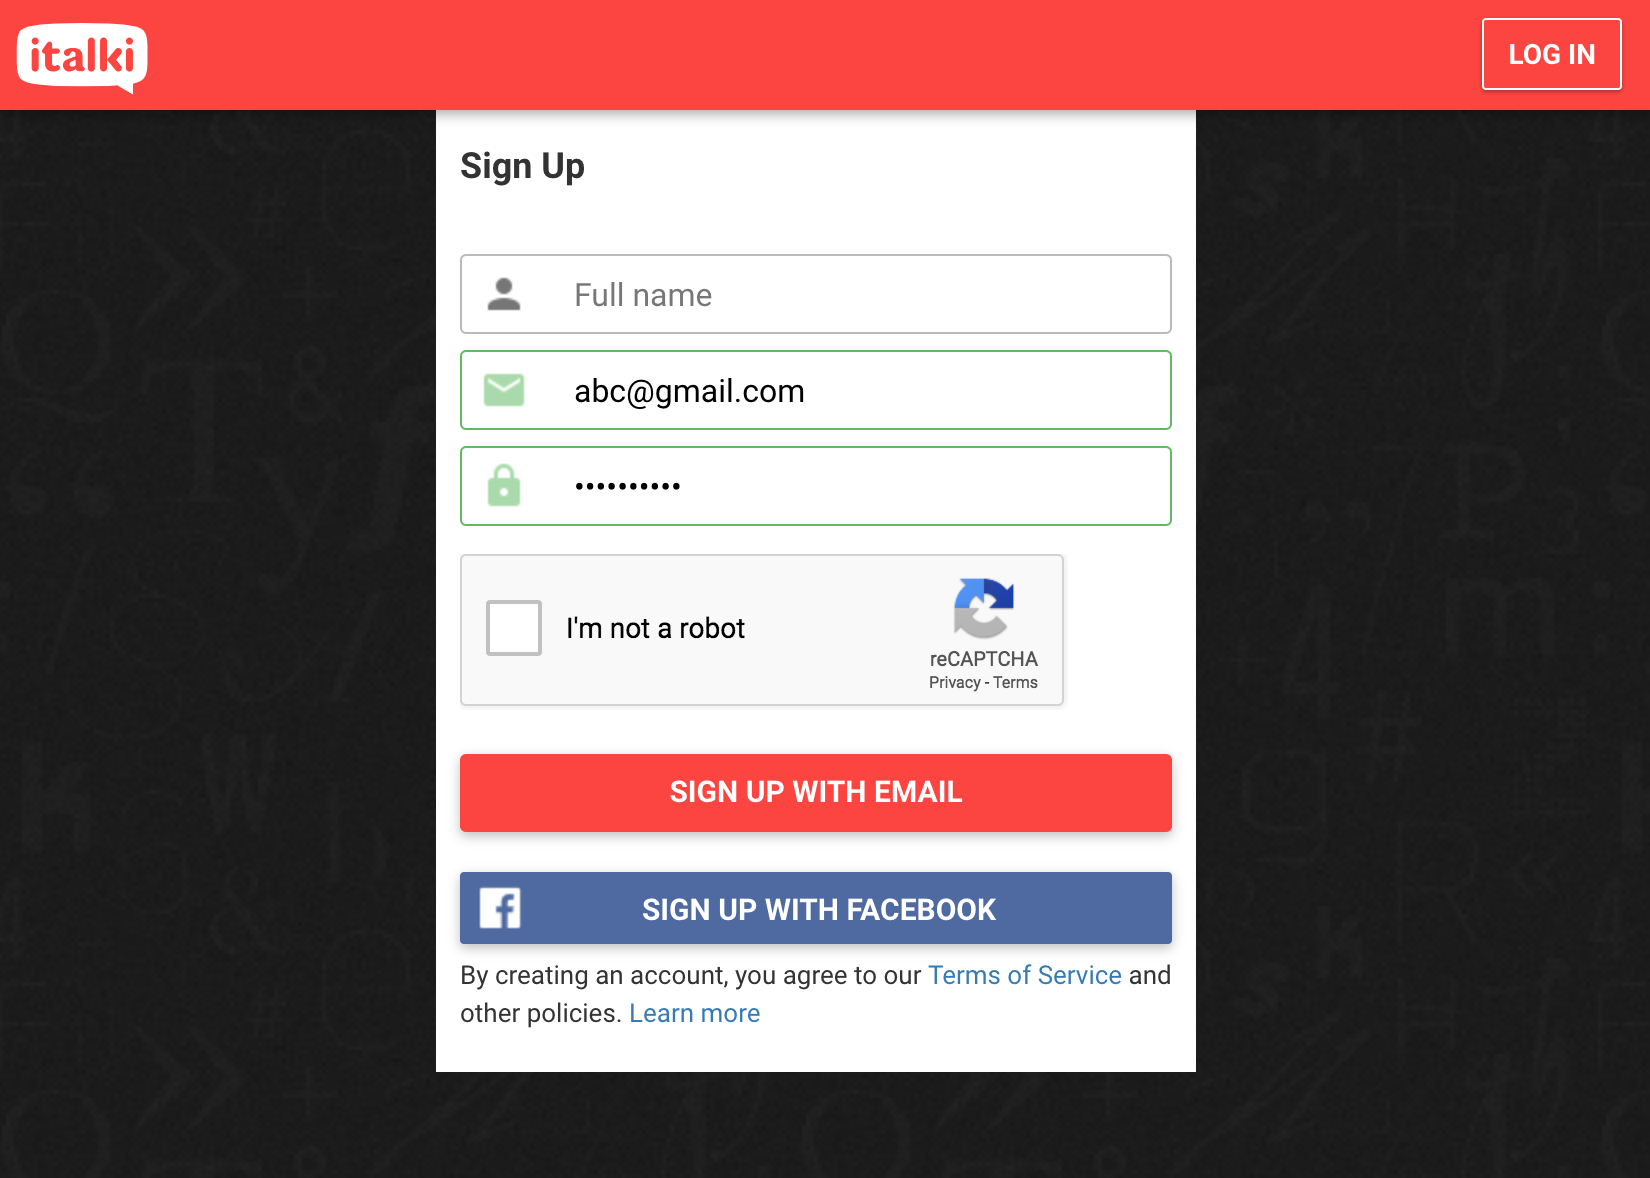 italki
LOG IN
Sign Up
Full name
abc@gmail.com
••••••••••
I'm not a robot
reCAPTCHA
Privacy - Terms
SIGN UP WITH EMAIL
f
SIGN UP WITH FACEBOOK
By creating an account, you agree to our Terms of Service and
other policies. Learn more